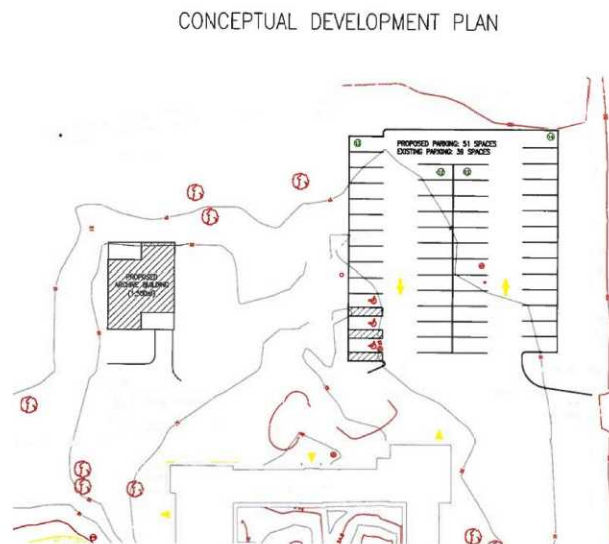 CONCEPTUAL DEVELOPMENT PLAN
PROPOSED PARKING: 51 SPACES
EXISTING PARKING: 38 SPACES
PROPOSED
ARCHIVE BUILDING